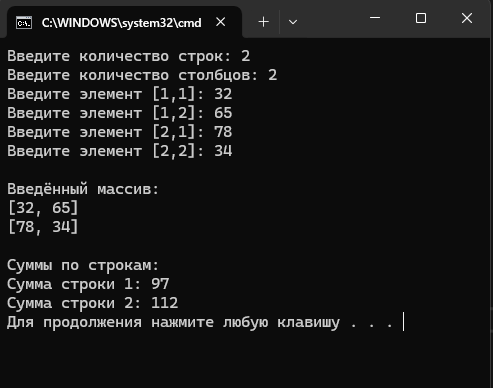 C:\WINDOWS\system32\cmd
Введите количество строк: 2
Введите количество столбцов: 2
Введите элемент [1,1]: 32
Введите элемент [1,2]: 65
Введите элемент [2,1]: 78
Введите элемент [2,2]: 34
Введённый массив:
[32, 65]
[78, 34]
Суммы по строкам:
Сумма строки 1: 97
Сумма строки 2: 112
Для продолжения нажмите любую клавишу . . .